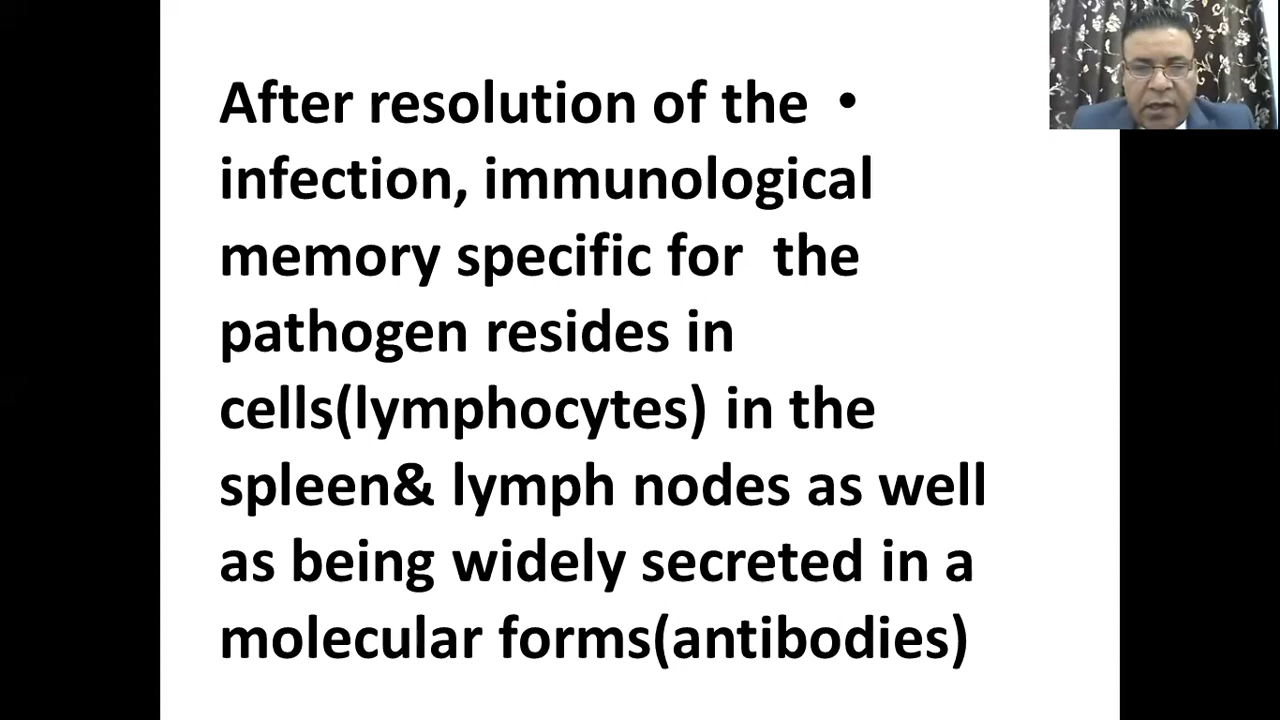 After resolution of the •
infection, immunological
memory specific for  the
pathogen resides in
cells(lymphocytes) in the
spleen& lymph nodes as well
as being widely secreted in a
molecular forms(antibodies)